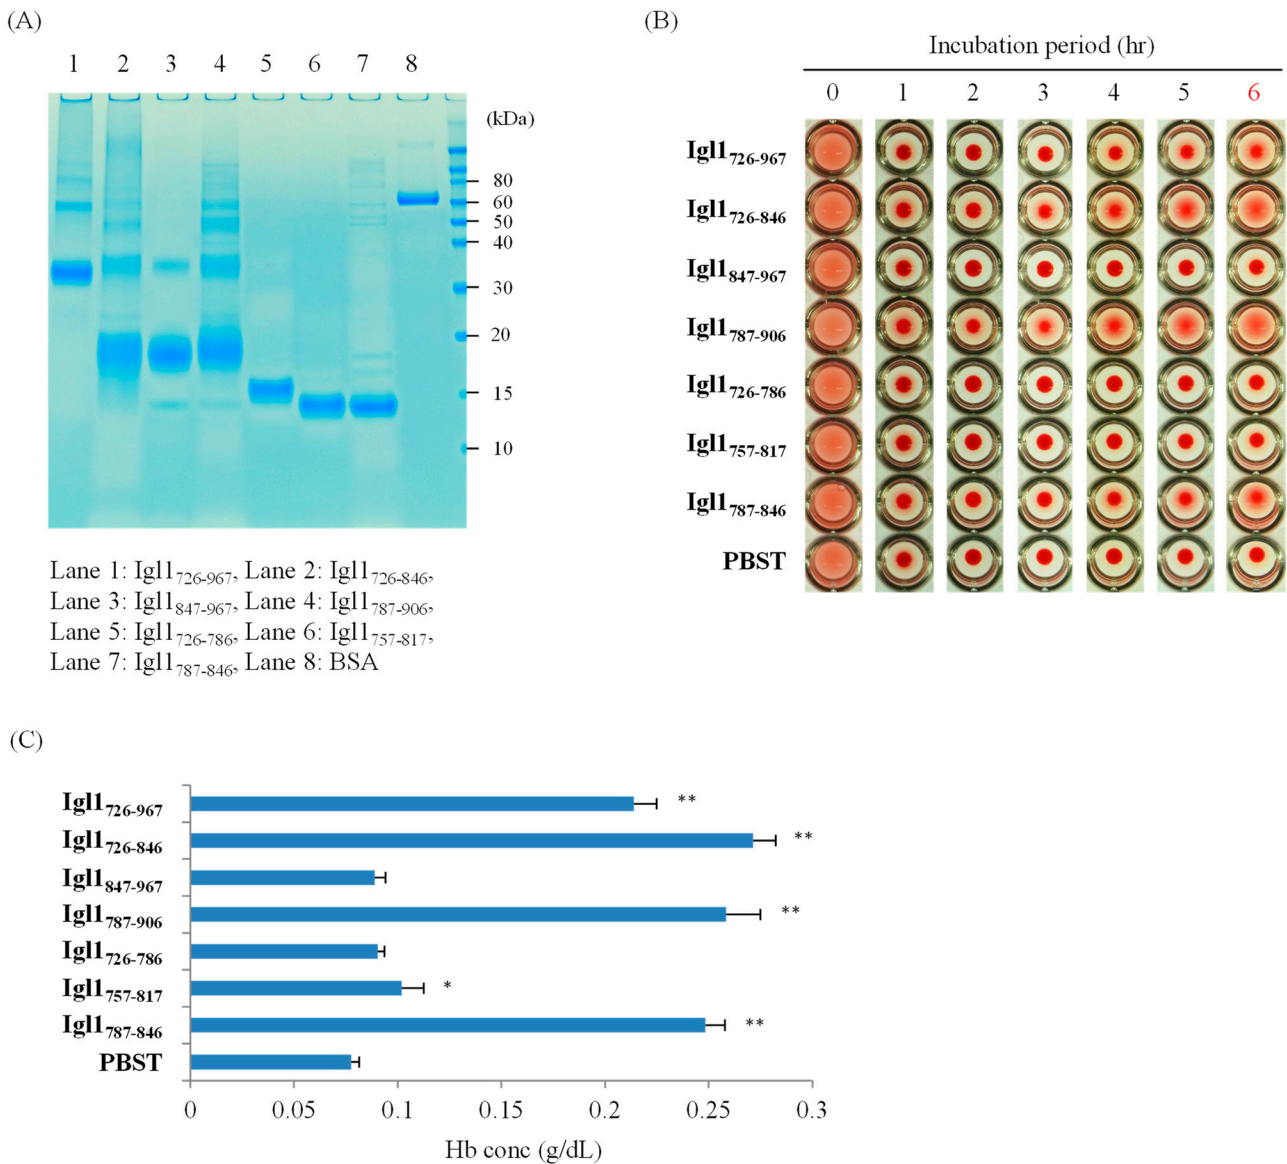 (A)
1 2 3 4 5 6 7 8
(kDa)
80
60
50
40
30
20
15
10
Lane 1: Igl1726-967, Lane 2: Igl1726-846,
Lane 3: Igl1847-967, Lane 4: Igl1787-906,
Lane 5: Igl1726-786, Lane 6: Igl1757-817,
Lane 7: Igl1787-846, Lane 8: BSA
(B)
Incubation period (hr)
0 1 2 3 4 5 6
Igl1726-967
Igl1726-846
Igl1847-967
Igl1787-906
Igl1726-786
Igl1757-817
Igl1787-846
PBST
(C)
Igl1726-967 **
Igl1726-846 **
Igl1847-967
Igl1787-906 **
Igl1726-786
Igl1757-817 *
Igl1787-846 **
PBST
0 0.05 0.1 0.15 0.2 0.25 0.3
Hb conc (g/dL)